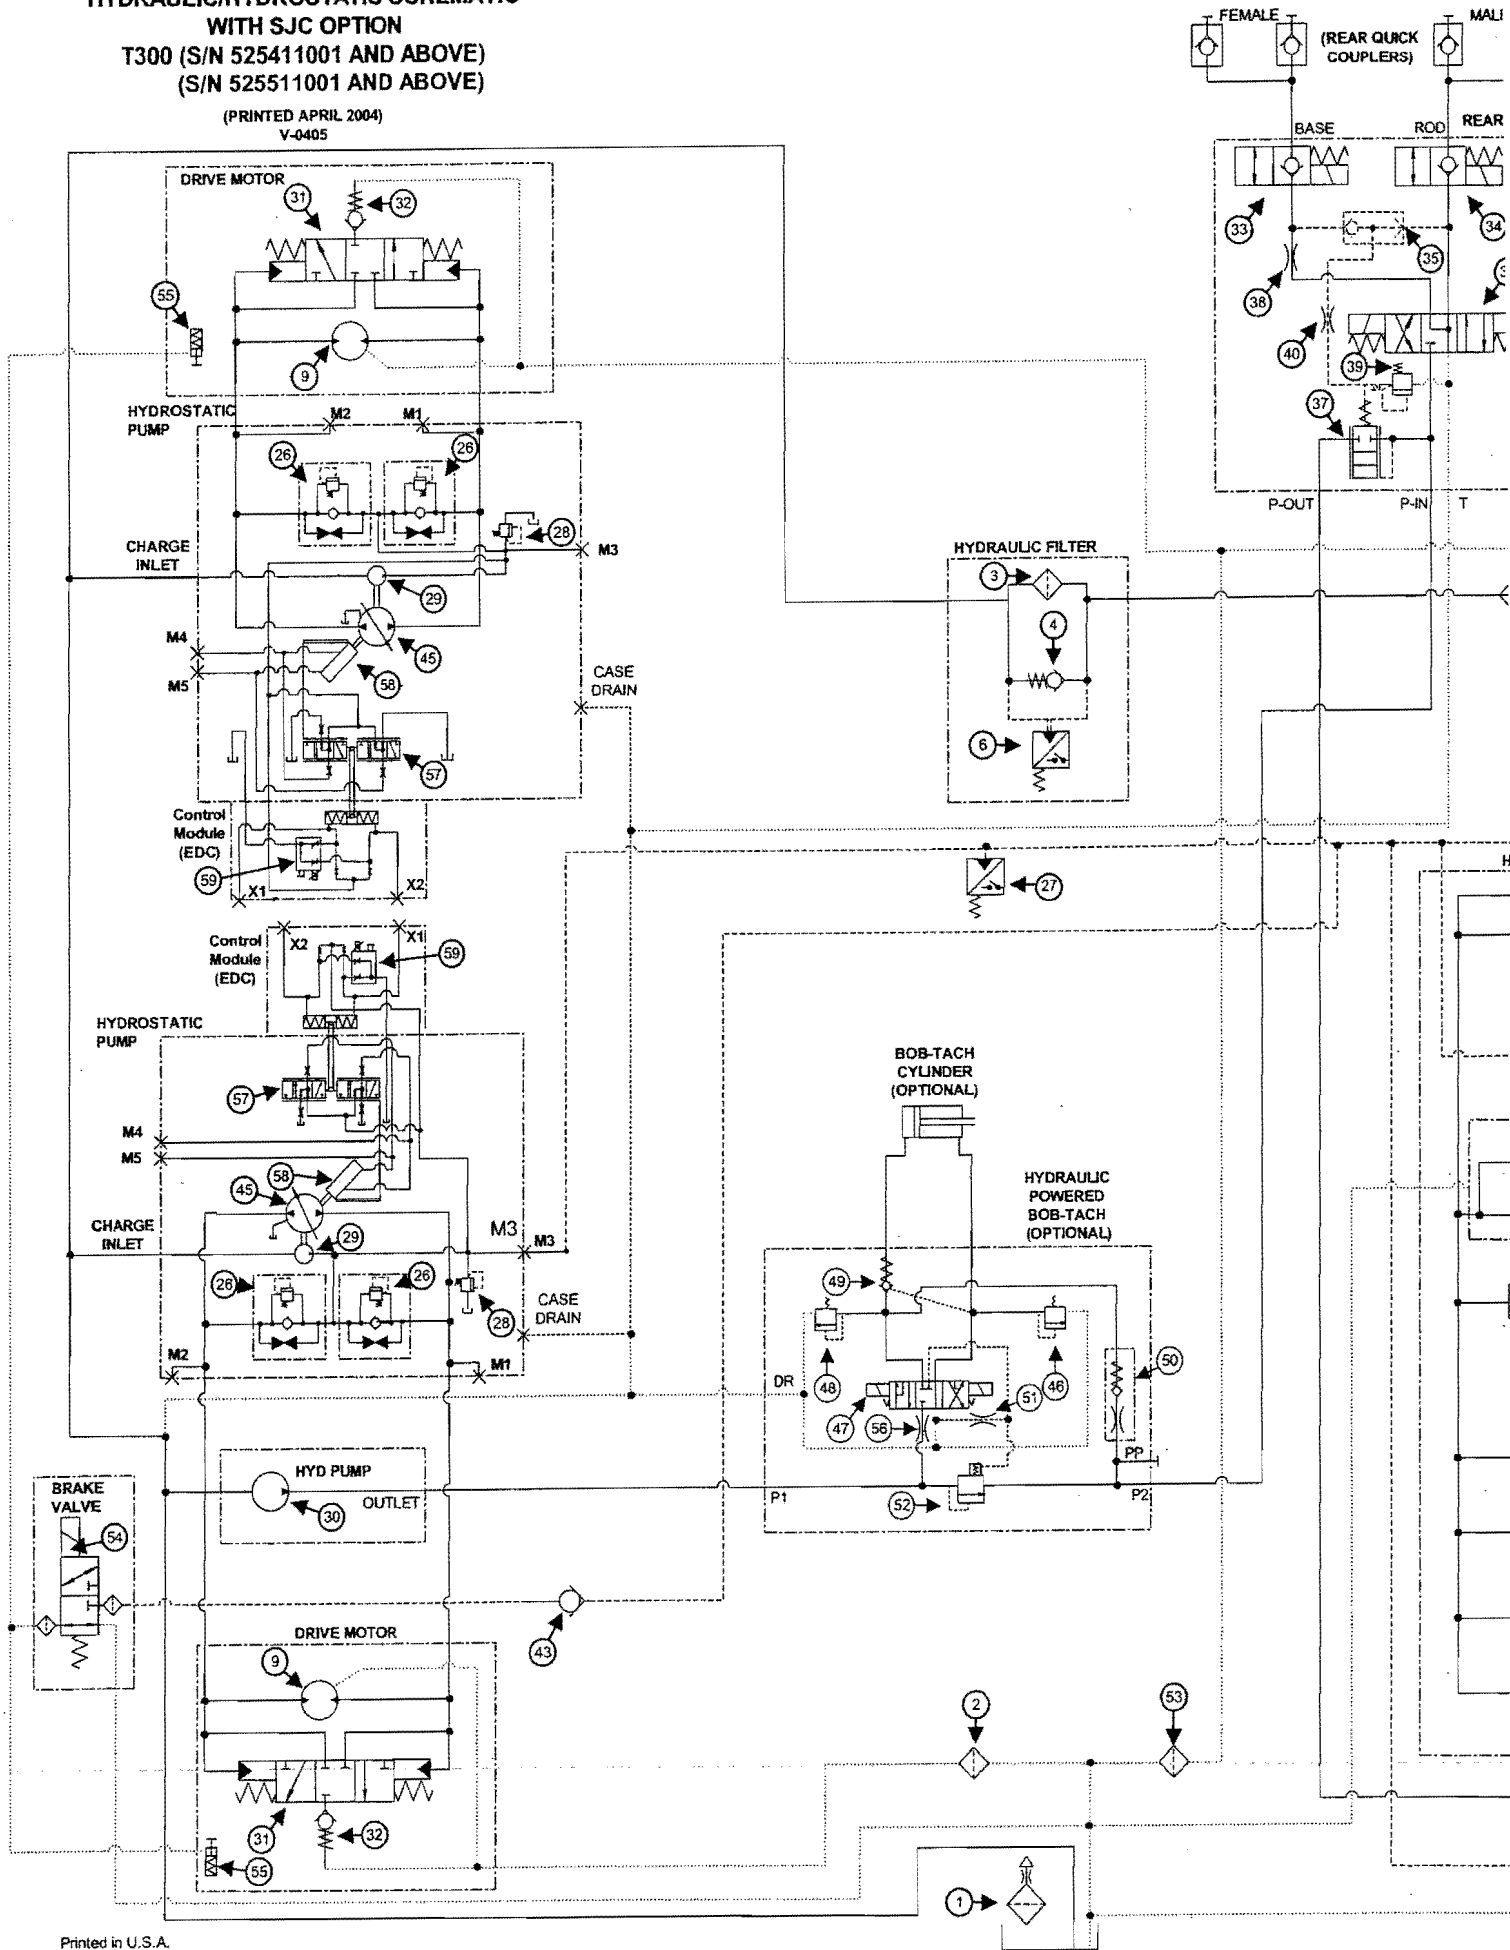 HYDRAULIC/HYDROSTATIC SCHEMATIC
WITH SJC OPTION
T300 (S/N 525411001 AND ABOVE)
(S/N 525511001 AND ABOVE)
(PRINTED APRIL 2004)
V-0405
FEMALE
(REAR QUICK
COUPLERS)
BASE
ROD
REAR
33
34
35
38
40
39
37
P-OUT
P-IN
T
DRIVE MOTOR
31
32
55
9
HYDROSTATIC
PUMP
M2
M1
26
26
28
M3
CHARGE
INLET
29
45
M4
M5
58
CASE
DRAIN
57
HYDRAULIC FILTER
3
4
6
Control
Module
(EDC)
59
X1
X2
27
X2
X1
Control
Module
(EDC)
59
HYDROSTATIC
PUMP
57
M4
M5
58
45
CHARGE
INLET
29
M3
M3
26
26
28
CASE
DRAIN
M2
M1
BOB-TACH
CYLINDER
(OPTIONAL)
HYDRAULIC
POWERED
BOB-TACH
(OPTIONAL)
49
48
46
50
DR
47
56
51
PP
P1
52
P2
HYD PUMP
OUTLET
30
BRAKE
VALVE
54
43
DRIVE MOTOR
9
31
32
55
2
53
1
Printed in U.S.A.